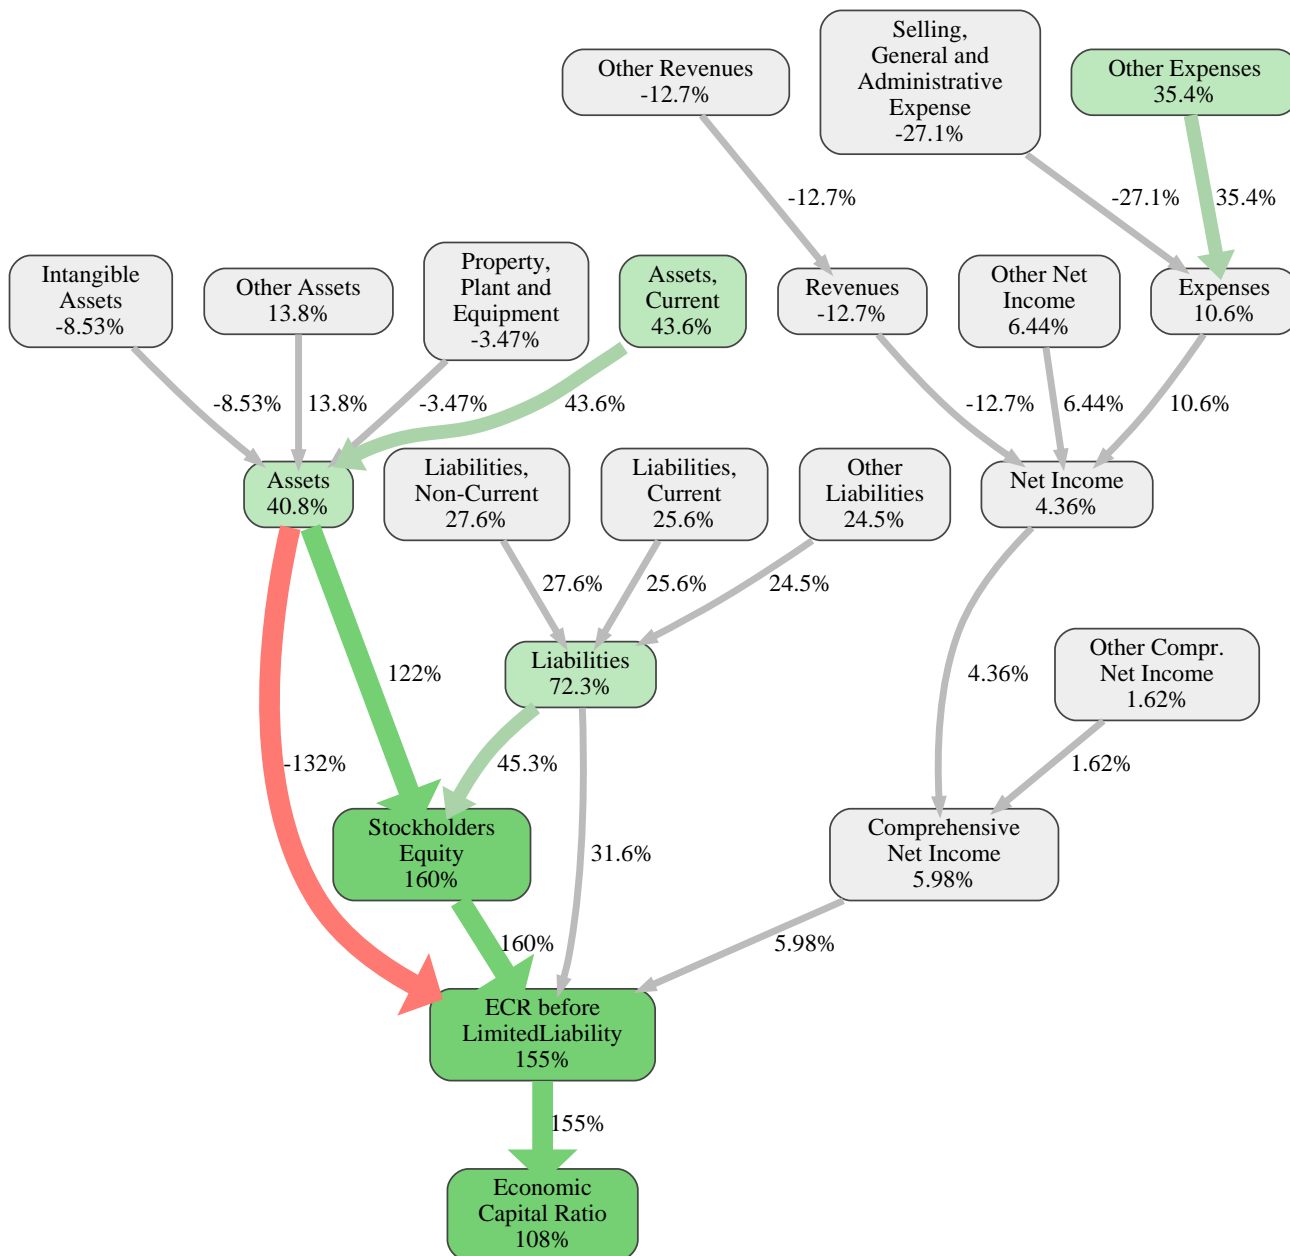 Selling,
General and
Administrative
Expense
-27.1%
Other Revenues
-12.7%
Other Expenses
35.4%
-12.7%
-27.1%
35.4%
Intangible
Assets
-8.53%
Other Assets
13.8%
Property,
Plant and
Equipment
-3.47%
Assets,
Current
43.6%
Revenues
-12.7%
Other Net
Income
6.44%
Expenses
10.6%
-8.53%
13.8%
-3.47%
43.6%
-12.7%
6.44%
10.6%
Assets
40.8%
Liabilities,
Non-Current
27.6%
Liabilities,
Current
25.6%
Other
Liabilities
24.5%
Net Income
4.36%
27.6%
25.6%
24.5%
122%
Liabilities
72.3%
4.36%
Other Compr.
Net Income
1.62%
-132%
45.3%
1.62%
Stockholders
Equity
160%
31.6%
Comprehensive
Net Income
5.98%
160%
5.98%
ECR before
LimitedLiability
155%
155%
Economic
Capital Ratio
108%